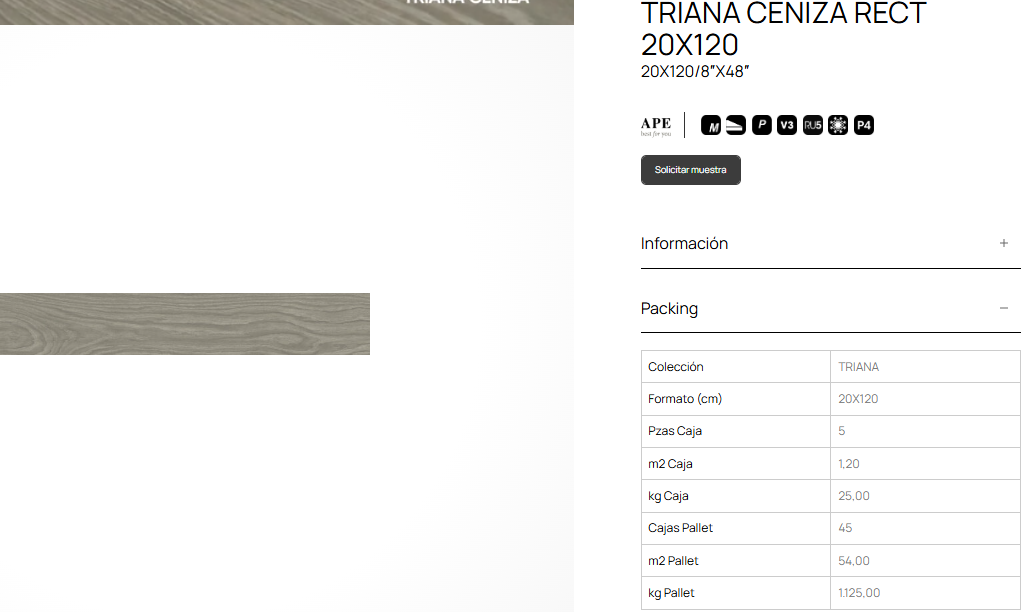 TRIANA CENIZA
TRIANA CENIZA RECT
20X120
20X120/8″X48″
APE
best for you
M
P
V3
RU5
P4
Solicitar muestra
Información
+
Packing
−
Colección TRIANA
Formato (cm) 20X120
Pzas Caja 5
m2 Caja 1,20
kg Caja 25,00
Cajas Pallet 45
m2 Pallet 54,00
kg Pallet 1.125,00